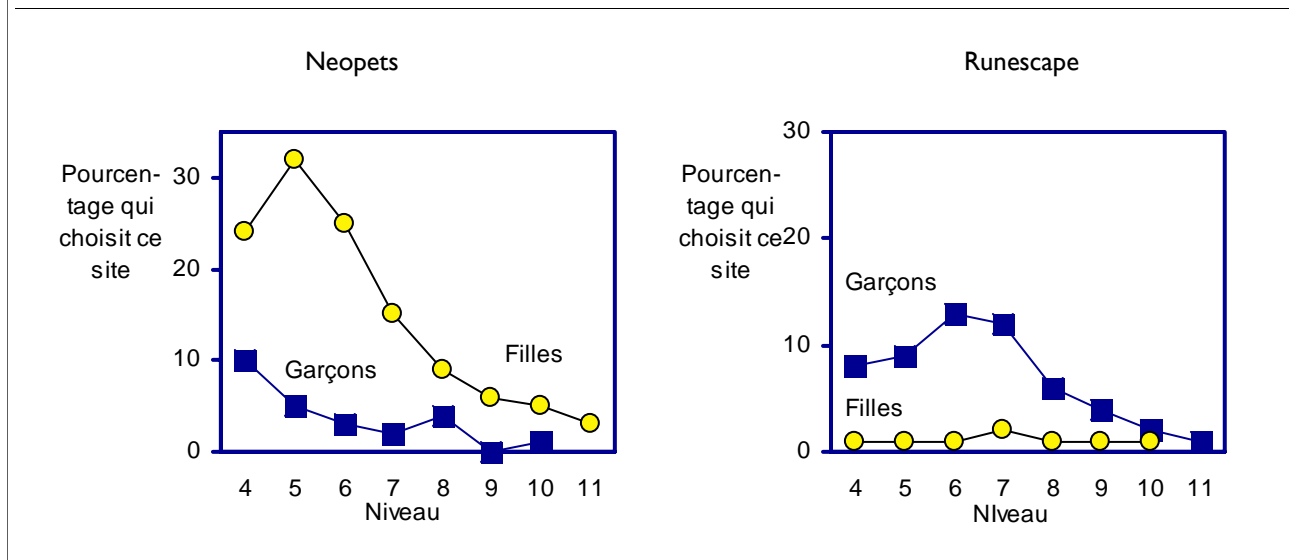 Neopets
Pourcen-
tage qui
choisit ce
site
30
20
10
0
Garçons
Filles
4 5 6 7 8 9 10 11
Niveau
Runescape
Pourcen-
tage qui
choisit ce
site
30
20
10
0
Garçons
Filles
4 5 6 7 8 9 10 11
NIveau